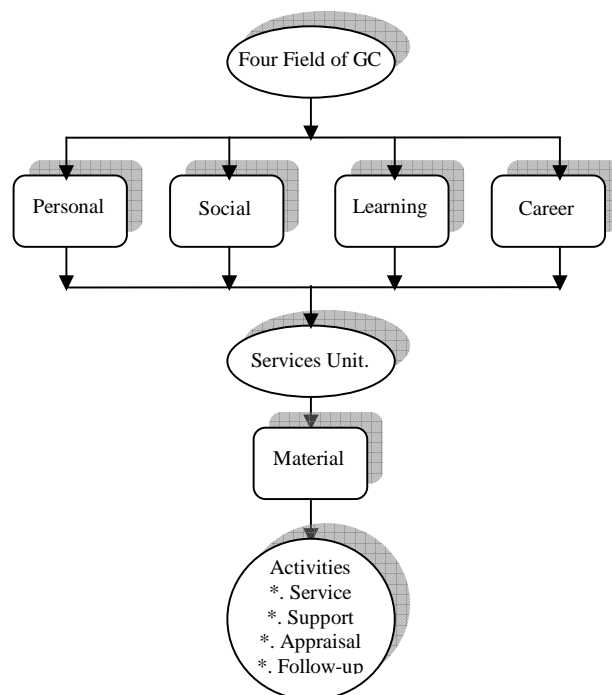 Four Field of GC
Personal
Social
Learning
Career
Services Unit.
Material
Activities
*. Service
*. Support
*. Appraisal
*. Follow-up